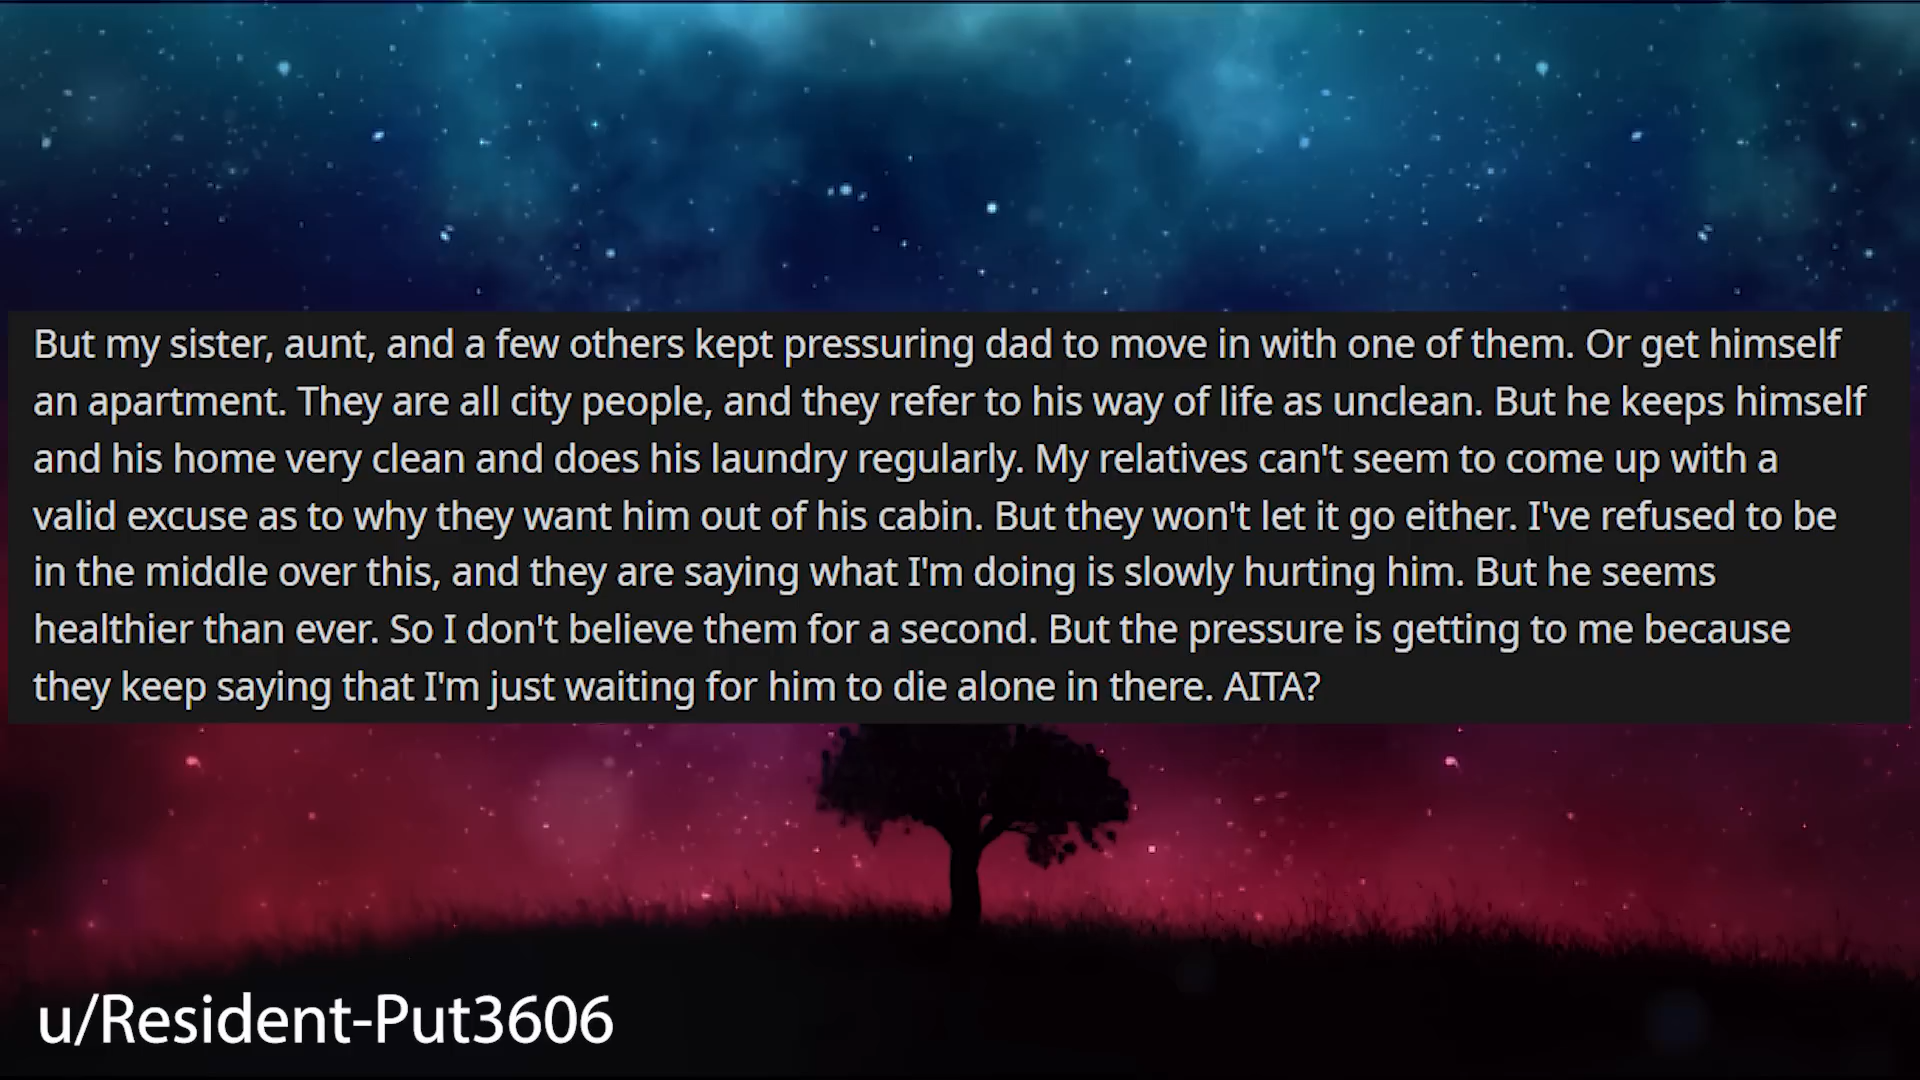 But my sister, aunt, and a few others kept pressuring dad to move in with one of them. Or get himself
an apartment. They are all city people, and they refer to his way of life as unclean. But he keeps himself
and his home very clean and does his laundry regularly. My relatives can't seem to come up with a
valid excuse as to why they want him out of his cabin. But they won't let it go either. I've refused to be
in the middle over this, and they are saying what I'm doing is slowly hurting him. But he seems
healthier than ever. So I don't believe them for a second. But the pressure is getting to me because
they keep saying that I'm just waiting for him to die alone in there. AITA?
u/Resident-Put3606